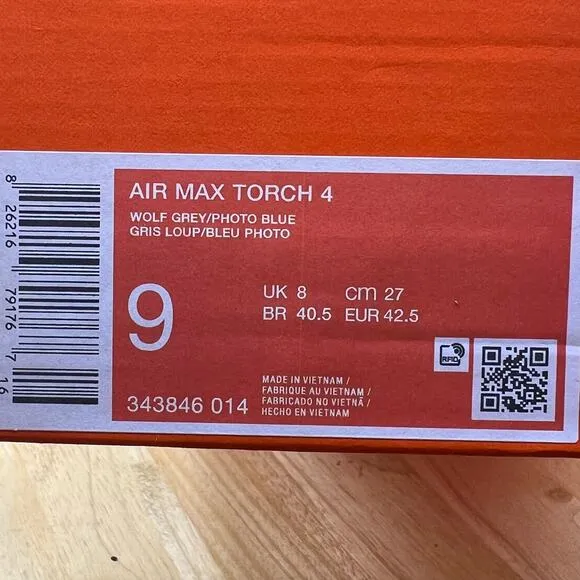 AIR MAX TORCH 4
WOLF GREY/PHOTO BLUE
GRIS LOUP/BLEU PHOTO
9
UK 8 cm 27
BR 40.5 EUR 42.5
RFID
343846 014
MADE IN VIETNAM /
FABRIQUE AU VIETNAM /
FABRICADO NO VIETNÃ /
HECHO EN VIETNAM
8 26216 79176 7
16